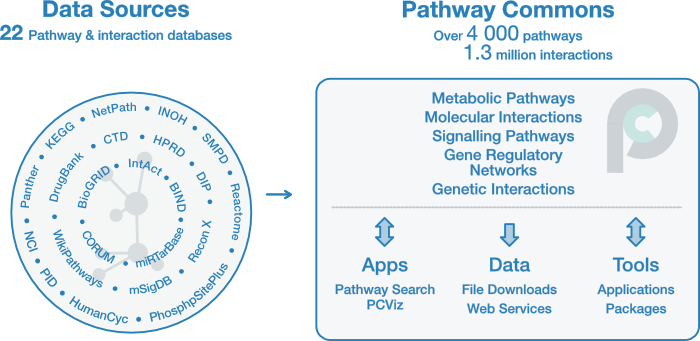 Data Sources
22 Pathway & interaction databases
Pathway Commons
Over 4 000 pathways
1.3 million interactions
Panther • KEGG • NetPath • INOH • SMPD • Reactome • PhosphpSitePlus • HumanCyc • PID • NCI •
DrugBank • CTD • HPRD • DIP • Recon X • mSigDB • WikiPathways •
BioGRID • IntAct • BIND • miRTarBase • CORUM •
Metabolic Pathways
Molecular Interactions
Signalling Pathways
Gene Regulatory
Networks
Genetic Interactions
Apps
Pathway Search
PCViz
Data
File Downloads
Web Services
Tools
Applications
Packages